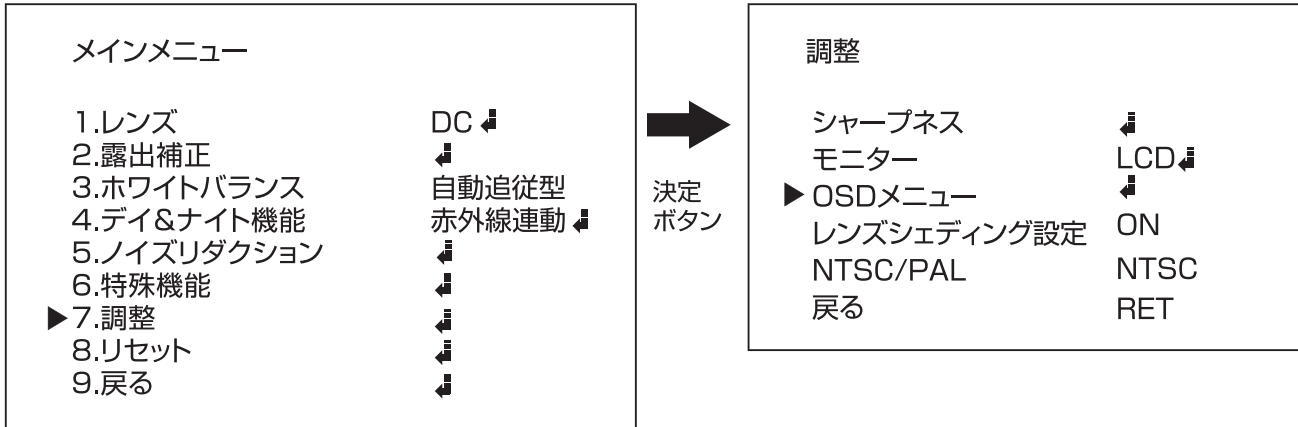 メインメニュー
1.レンズ DC
2.露出補正
3.ホワイトバランス 自動追従型
4.デイ&ナイト機能 赤外線連動
5.ノイズリダクション
6.特殊機能
▶7.調整
8.リセット
9.戻る
決定
ボタン
調整
シャープネス
モニター LCD
▶OSDメニュー
レンズシェディング設定 ON
NTSC/PAL NTSC
戻る RET